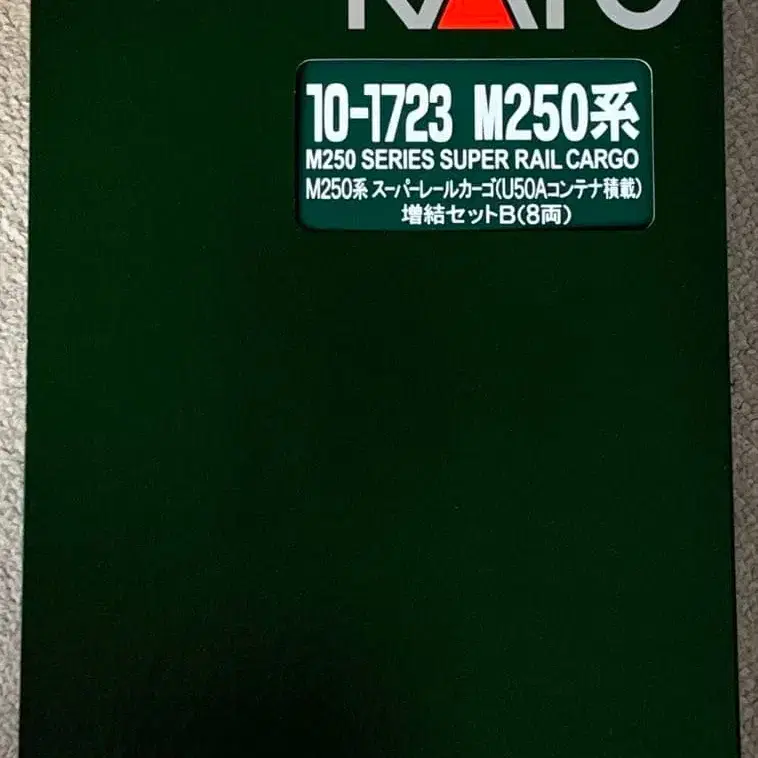 KATO
10-1723 M250系
M250 SERIES SUPER RAIL CARGO
M250系 スーパーレールカーゴ(U50Aコンテナ積載)
増結セットB(8両)